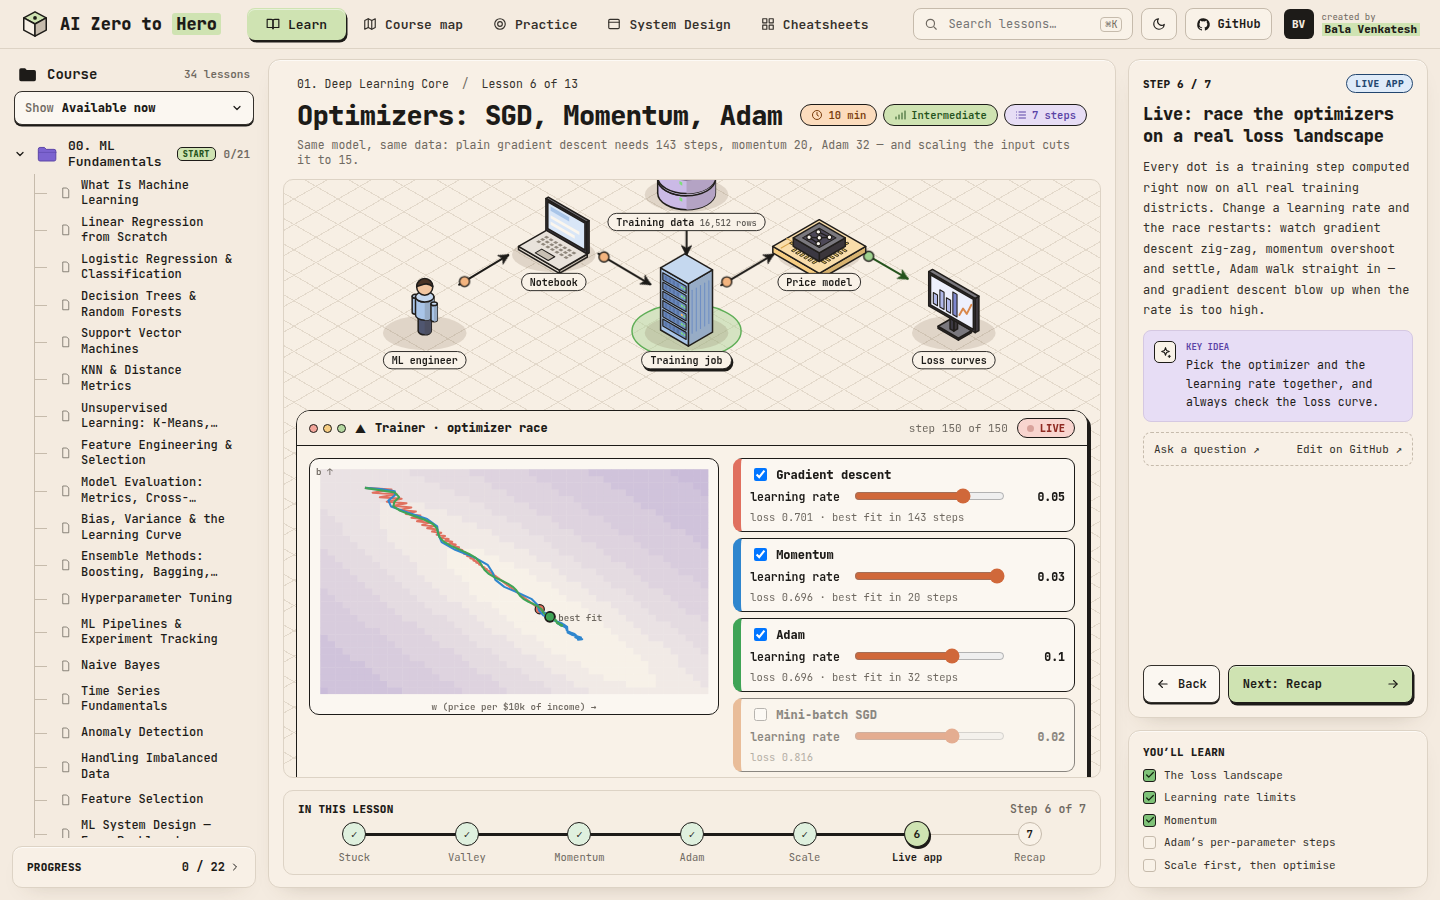 AI Zero to Hero
Learn
Course map
Practice
System Design
Cheatsheets
Search lessons…
⌘K
GitHub
BV
created by
Bala Venkatesh
Course
34 lessons
Show Available now
00. ML
Fundamentals
START
0/21
What Is Machine
Learning
Linear Regression
from Scratch
Logistic Regression &
Classification
Decision Trees &
Random Forests
Support Vector
Machines
KNN & Distance
Metrics
Unsupervised
Learning: K-Means,…
Feature Engineering &
Selection
Model Evaluation:
Metrics, Cross-…
Bias, Variance & the
Learning Curve
Ensemble Methods:
Boosting, Bagging,…
Hyperparameter Tuning
ML Pipelines &
Experiment Tracking
Naive Bayes
Time Series
Fundamentals
Anomaly Detection
Handling Imbalanced
Data
Feature Selection
ML System Design —
PROGRESS
0 / 22
01. Deep Learning Core / Lesson 6 of 13
Optimizers: SGD, Momentum, Adam
10 min
Intermediate
7 steps
Same model, same data: plain gradient descent needs 143 steps, momentum 20, Adam 32 — and scaling the input cuts
it to 15.
Training data 16,512 rows
Notebook
Price model
ML engineer
Training job
Loss curves
▲ Trainer · optimizer race
step 150 of 150
LIVE
b ↑
best fit
w (price per $10k of income) →
Gradient descent
learning rate
0.05
loss 0.701 · best fit in 143 steps
Momentum
learning rate
0.03
loss 0.696 · best fit in 20 steps
Adam
learning rate
0.1
loss 0.696 · best fit in 32 steps
Mini-batch SGD
learning rate
0.02
loss 0.816
IN THIS LESSON
Step 6 of 7
✓ ✓ ✓ ✓ ✓ 6 7
Stuck
Valley
Momentum
Adam
Scale
Live app
Recap
STEP 6 / 7
LIVE APP
Live: race the optimizers
on a real loss landscape
Every dot is a training step computed
right now on all real training
districts. Change a learning rate and
the race restarts: watch gradient
descent zig-zag, momentum overshoot
and settle, Adam walk straight in —
and gradient descent blow up when the
rate is too high.
KEY IDEA
Pick the optimizer and the
learning rate together, and
always check the loss curve.
Ask a question ↗
Edit on GitHub ↗
← Back
Next: Recap →
YOU'LL LEARN
The loss landscape
Learning rate limits
Momentum
Adam's per-parameter steps
Scale first, then optimise